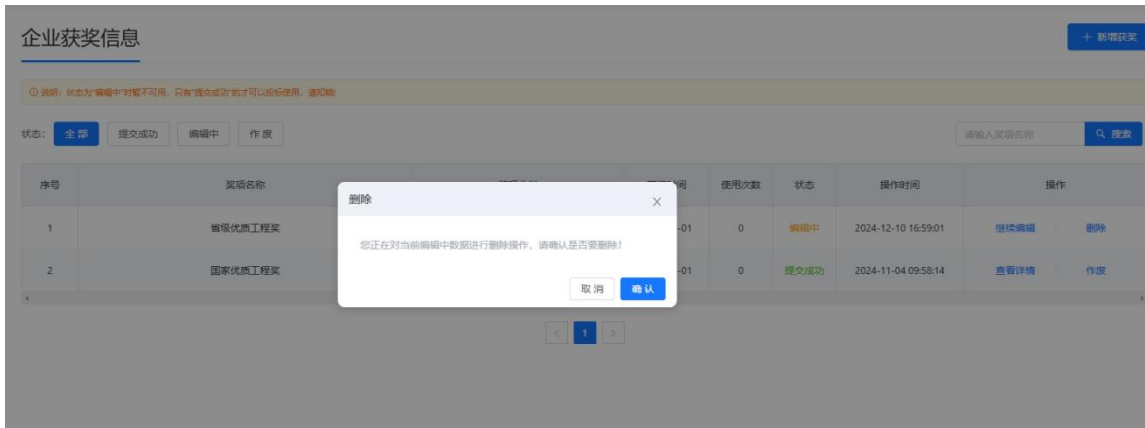 企业获奖信息
+ 新增获奖
说明：状态为"编辑中"时暂不可用，只有"提交成功"的才可以投标使用，请知晓!
状态： 全部 提交成功 编辑中 作废 请输入奖项名称 搜索
序号 奖项名称 时间 使用次数 状态 操作时间 操作
删除 X
1 省级优质工程奖 -01 0 编辑中 2024-12-10 16:59:01 继续编辑 删除
您正在对当前编辑中数据进行删除操作，请确认是否要删除!
2 国家优质工程奖 -01 0 提交成功 2024-11-04 09:58:14 查看详情 作废
取消 确认
< 1 >